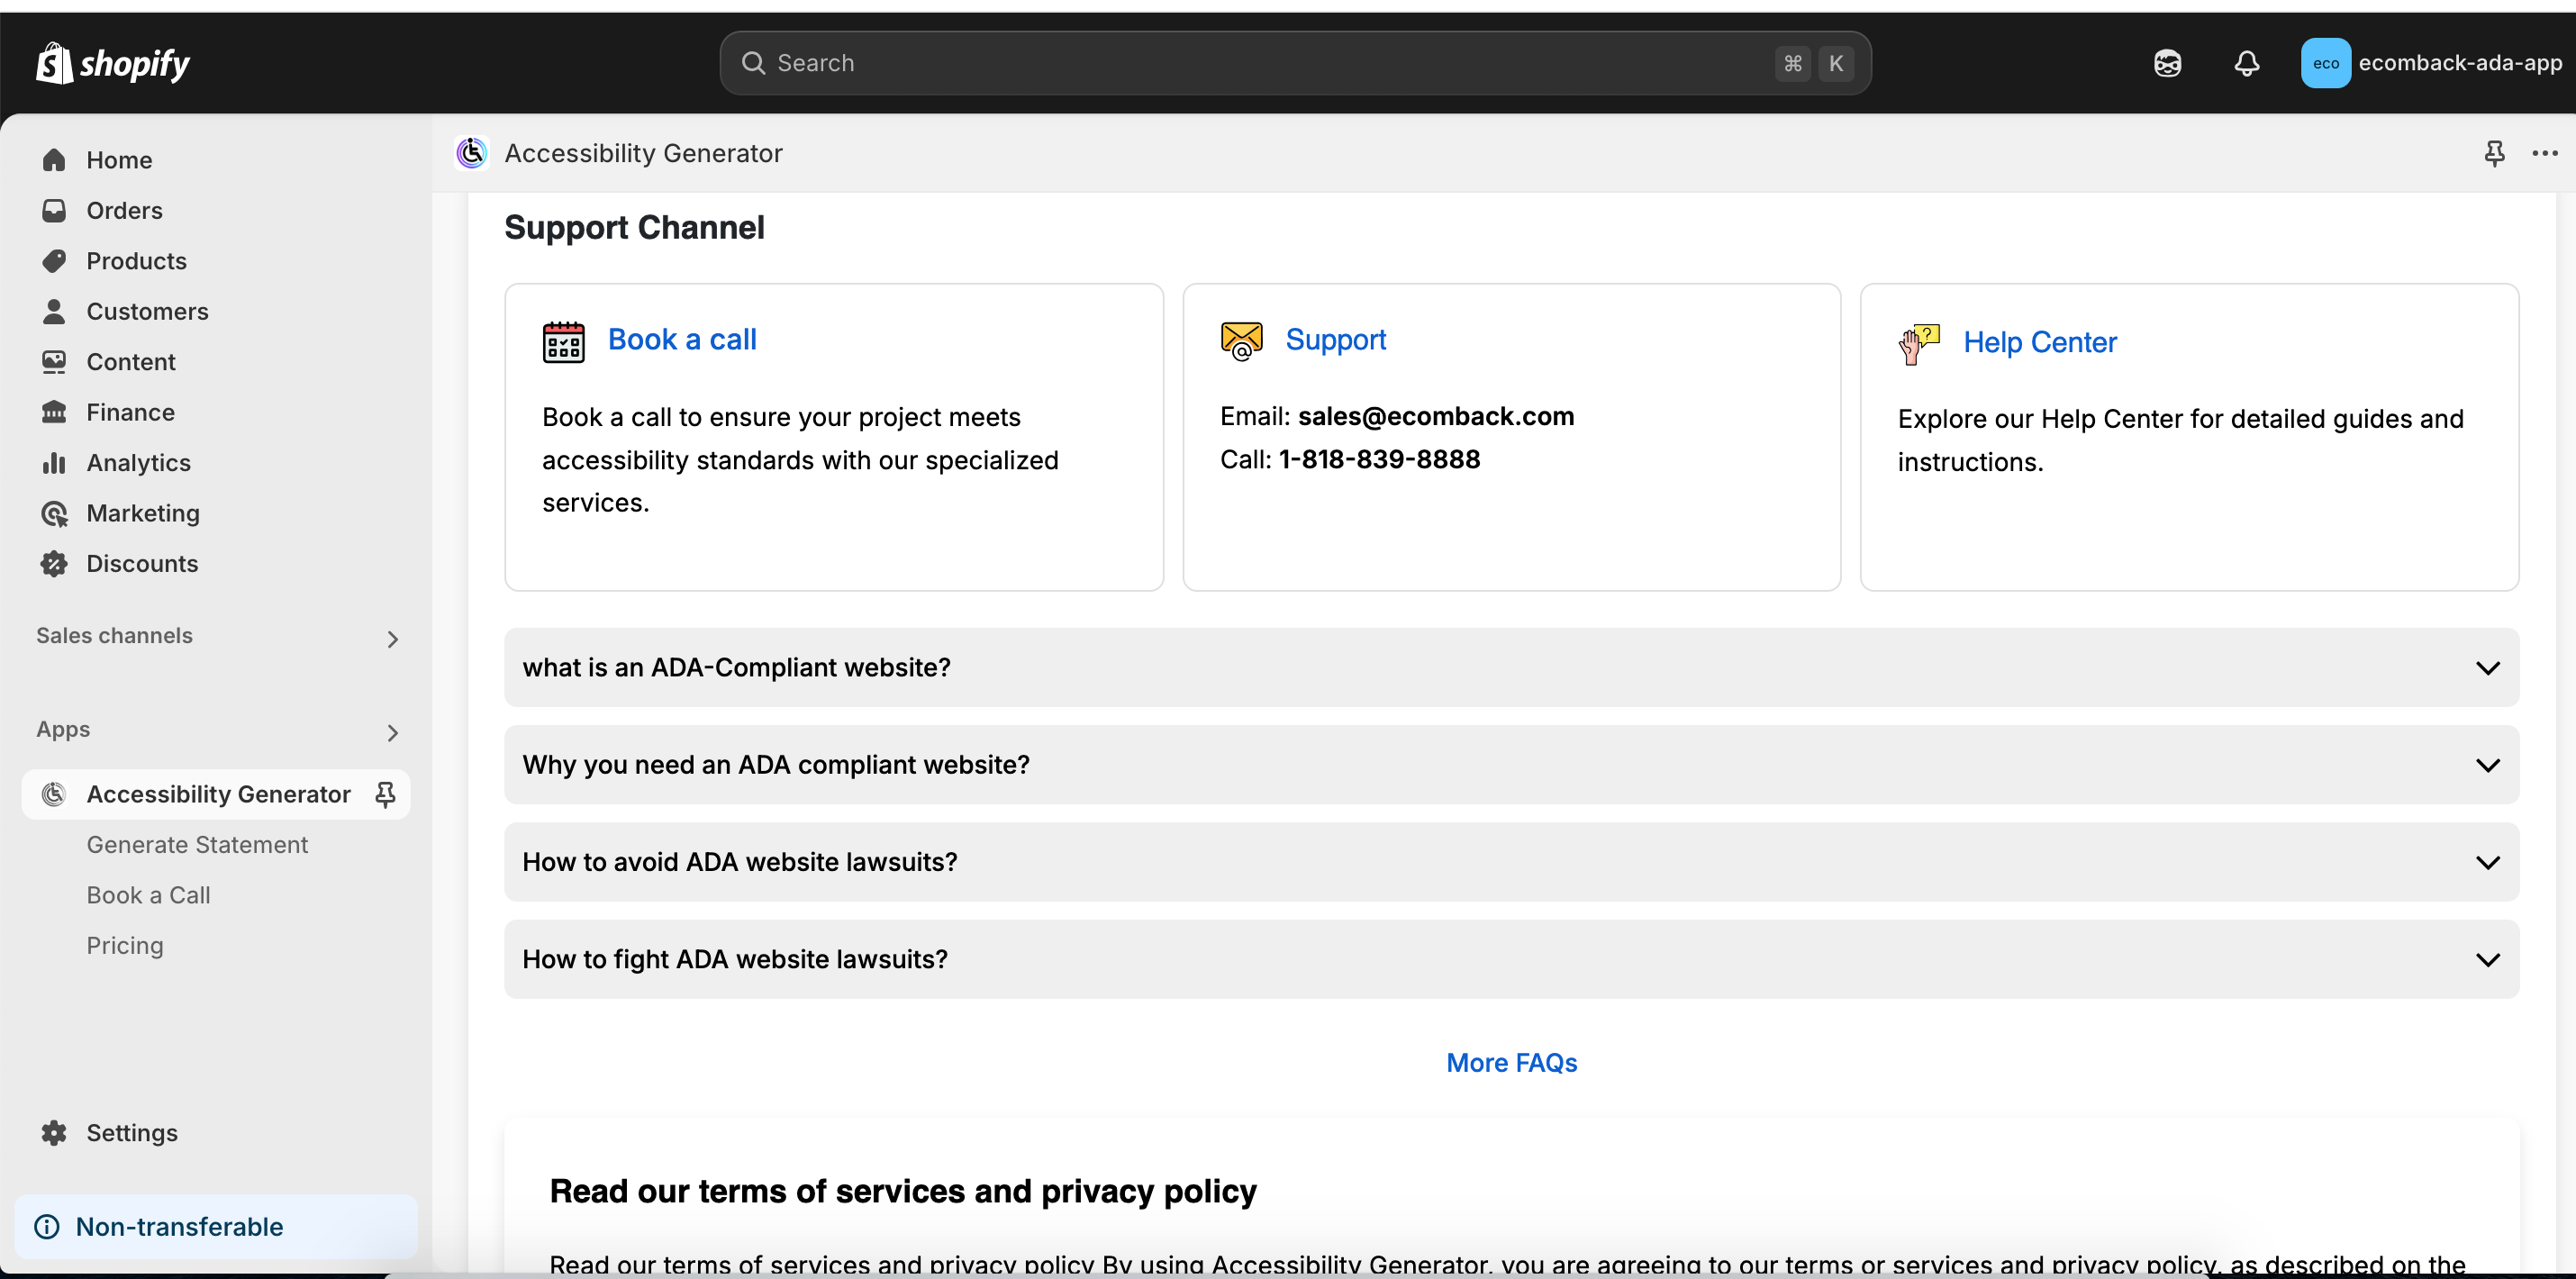 shopify
Search
⌘ K
eco
ecomback-ada-app
Home
Orders
Products
Customers
Content
Finance
Analytics
Marketing
Discounts
Sales channels
Apps
Accessibility Generator
Generate Statement
Book a Call
Pricing
Settings
Non-transferable
Accessibility Generator
Support Channel
Book a call
Book a call to ensure your project meets
accessibility standards with our specialized
services.
Support
Email: sales@ecomback.com
Call: 1-818-839-8888
Help Center
Explore our Help Center for detailed guides and
instructions.
what is an ADA-Compliant website?
Why you need an ADA compliant website?
How to avoid ADA website lawsuits?
How to fight ADA website lawsuits?
More FAQs
Read our terms of services and privacy policy
Read our terms of services and privacy policy By using Accessibility Generator, you are agreeing to our terms or services and privacy policy, as described on the